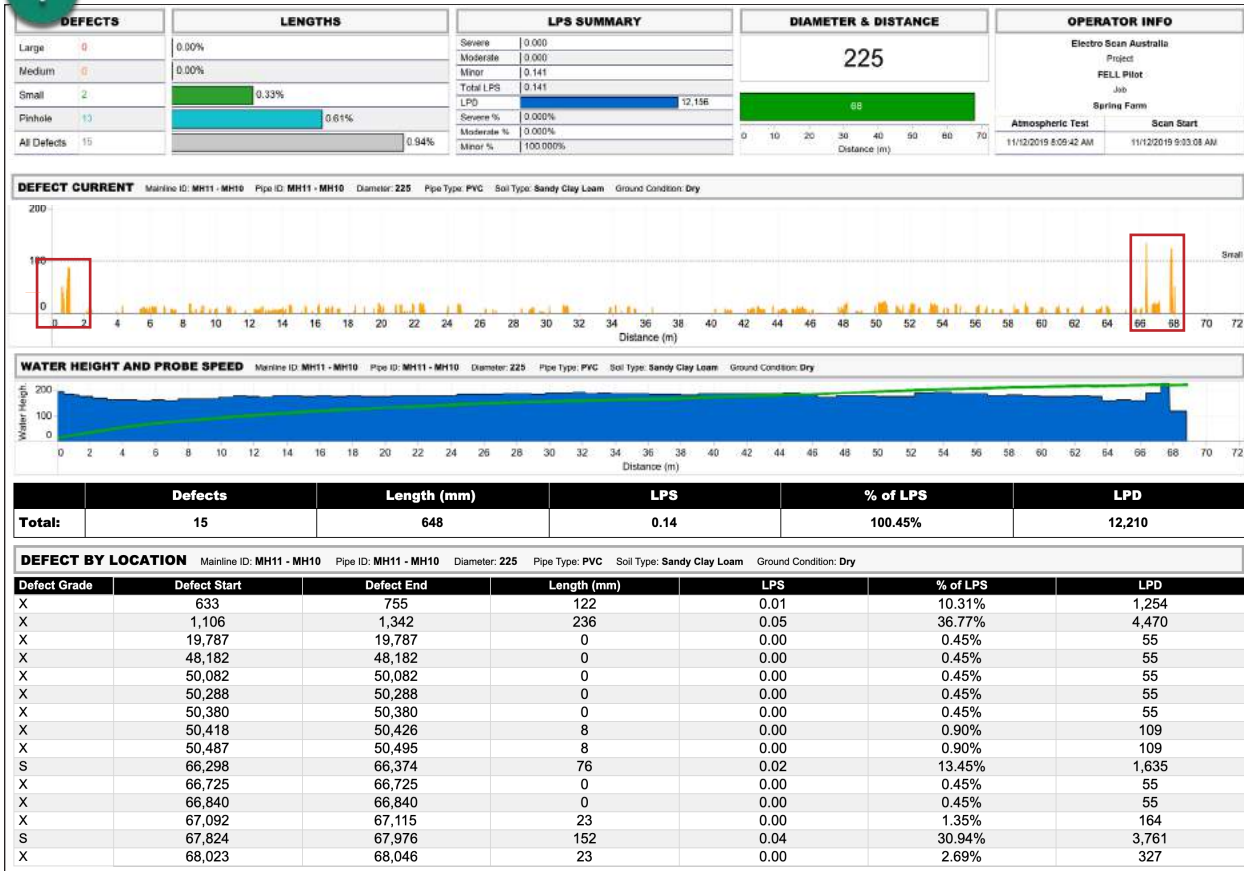 DEFECTS
Large 0
Medium 0
Small 2
Pinhole 13
All Defects 15
LENGTHS
0.00%
0.00%
0.33%
0.61%
0.94%
LPS SUMMARY
Severe 0.000
Moderate 0.000
Minor 0.141
Total LPS 0.141
LPD 12,156
Severe % 0.000%
Moderate % 0.000%
Minor % 100.000%
DIAMETER & DISTANCE
225
68
0 10 20 30 40 50 60 70
Distance (m)
OPERATOR INFO
Electro Scan Australia
Project
FELL Pilot
Job
Spring Farm
Atmospheric Test Scan Start
11/12/2019 8:09:42 AM 11/12/2019 9:03:08 AM
DEFECT CURRENT Mainline ID: MH11 - MH10 Pipe ID: MH11 - MH10 Diameter: 225 Pipe Type: PVC Soil Type: Sandy Clay Loam Ground Condition: Dry
200
100
0
Small
0 2 4 6 8 10 12 14 16 18 20 22 24 26 28 30 32 34 36 38 40 42 44 46 48 50 52 54 56 58 60 62 64 66 68 70 72
Distance (m)
WATER HEIGHT AND PROBE SPEED Mainline ID: MH11 - MH10 Pipe ID: MH11 - MH10 Diameter: 225 Pipe Type: PVC Soil Type: Sandy Clay Loam Ground Condition: Dry
Water Heigh.
200
100
0
0 2 4 6 8 10 12 14 16 18 20 22 24 26 28 30 32 34 36 38 40 42 44 46 48 50 52 54 56 58 60 62 64 66 68 70 72
Distance (m)
Defects Length (mm) LPS % of LPS LPD
Total: 15 648 0.14 100.45% 12,210
DEFECT BY LOCATION Mainline ID: MH11 - MH10 Pipe ID: MH11 - MH10 Diameter: 225 Pipe Type: PVC Soil Type: Sandy Clay Loam Ground Condition: Dry
Defect Grade Defect Start Defect End Length (mm) LPS % of LPS LPD
X 633 755 122 0.01 10.31% 1,254
X 1,106 1,342 236 0.05 36.77% 4,470
X 19,787 19,787 0 0.00 0.45% 55
X 48,182 48,182 0 0.00 0.45% 55
X 50,082 50,082 0 0.00 0.45% 55
X 50,288 50,288 0 0.00 0.45% 55
X 50,380 50,380 0 0.00 0.45% 55
X 50,418 50,426 8 0.00 0.90% 109
X 50,487 50,495 8 0.00 0.90% 109
S 66,298 66,374 76 0.02 13.45% 1,635
X 66,725 66,725 0 0.00 0.45% 55
X 66,840 66,840 0 0.00 0.45% 55
X 67,092 67,115 23 0.00 1.35% 164
S 67,824 67,976 152 0.04 30.94% 3,761
X 68,023 68,046 23 0.00 2.69% 327